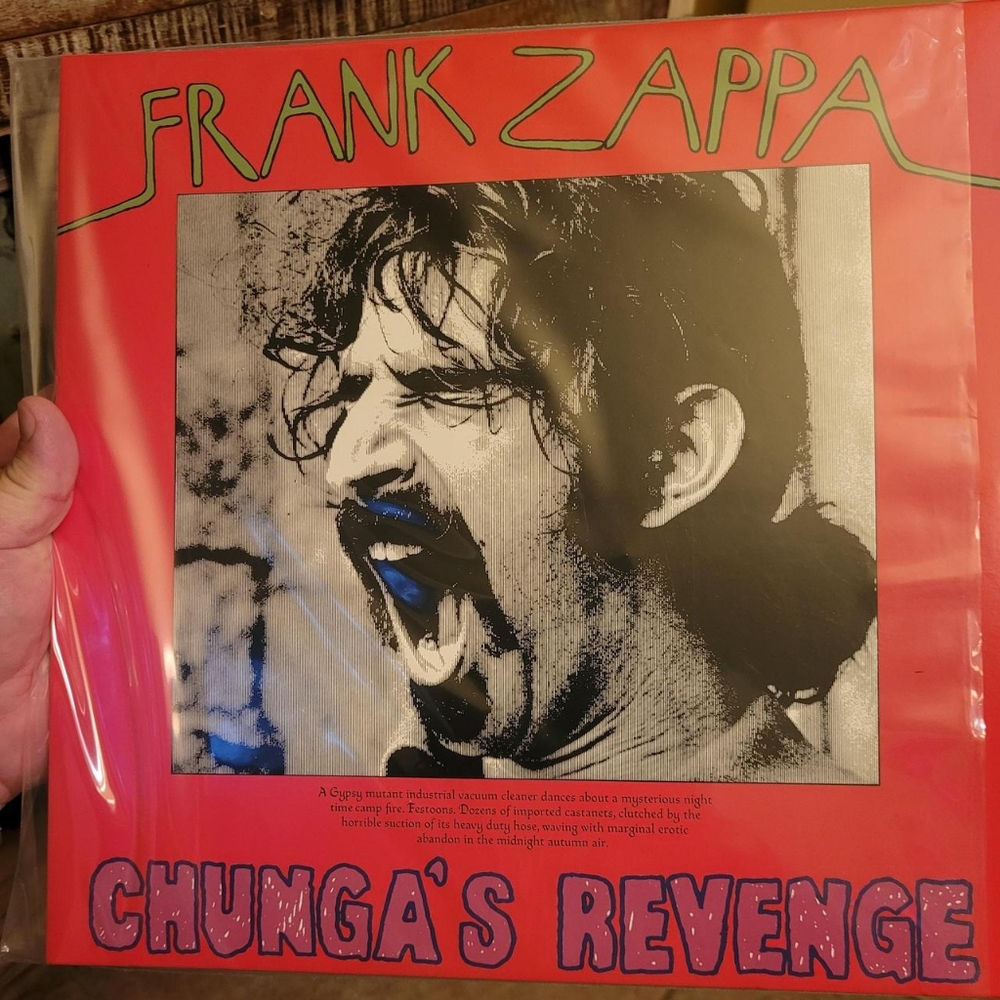 FRANK ZAPPA
A Gypsy mutant industrial vacuum cleaner dances about a mysterious night
time camp fire. Festoons. Dozens of imported castanets, clutched by the
horrible suction of its heavy duty hose, waving with marginal erotic
abandon in the midnight autumn air.
CHUNGA'S REVENGE